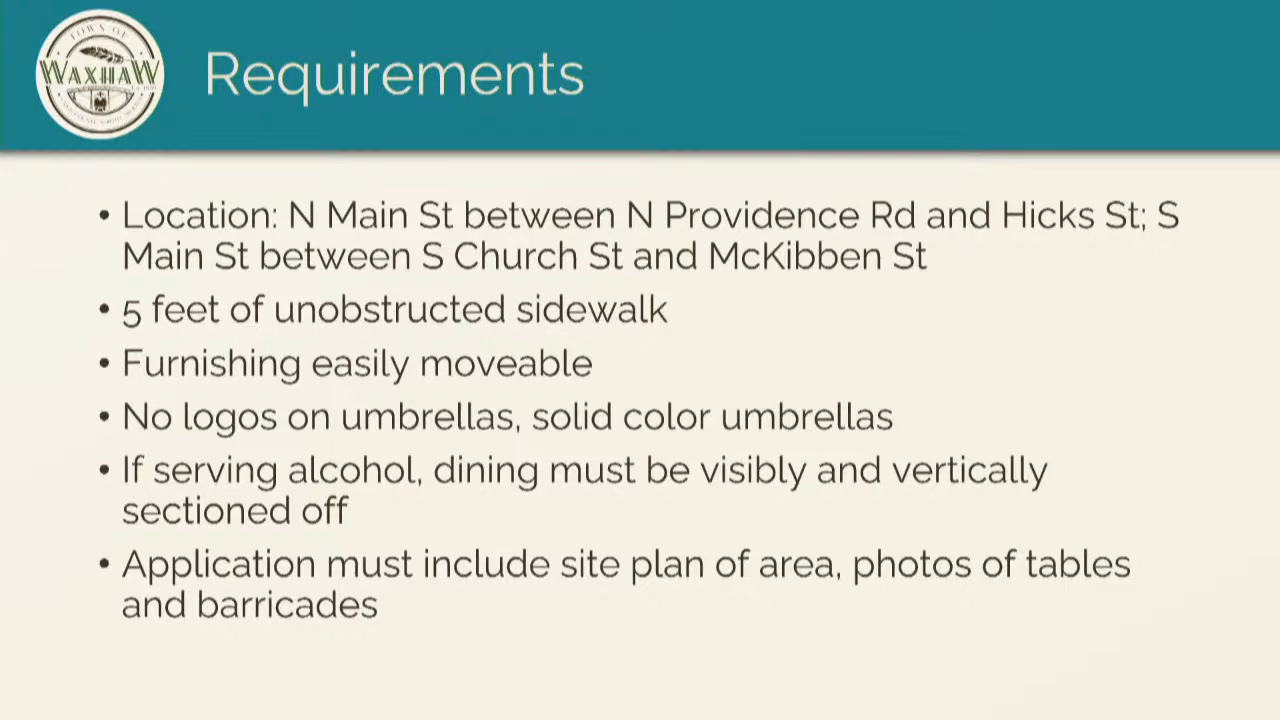 TOWN OF
WAXHAW
Requirements
• Location: N Main St between N Providence Rd and Hicks St; S
Main St between S Church St and McKibben St
• 5 feet of unobstructed sidewalk
• Furnishing easily moveable
• No logos on umbrellas, solid color umbrellas
• If serving alcohol, dining must be visibly and vertically
sectioned off
• Application must include site plan of area, photos of tables
and barricades